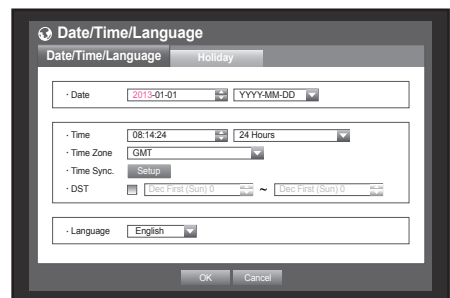 Date/Time/Language
Date/Time/Language Holiday
· Date 2013-01-01 YYYY-MM-DD
· Time 08:14:24 24 Hours
· Time Zone GMT
· Time Sync. Setup
· DST Dec First (Sun) 0 ~ Dec First (Sun) 0
· Language English
OK Cancel